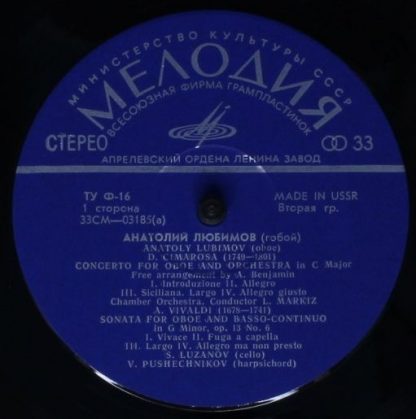 МИНИСТЕРСТВО КУЛЬТУРЫ СССР
МЕЛОДИЯ
ВСЕСОЮЗНАЯ ФИРМА ГРАМПЛАСТИНОК
СТЕРЕО
33
АПРЕЛЕВСКИЙ ОРДЕНА ЛЕНИНА ЗАВОД
ТУ Ф-16
MADE IN USSR
1 сторона
Вторая гр.
33СМ—03185(а)
АНАТОЛИЙ ЛЮБИМОВ (гобой)
ANATOLY LUBIMOV (oboe)
D. CIMAROSA (1749—1801)
CONCERTO FOR OBOE AND ORCHESTRA in C Major
Free arrangement by A. Benjamin
I. Introduzione II. Allegro
III. Siciliana. Largo IV. Allegro giusto
Chamber Orchestra. Conductor L. MARKIZ
A. VIVALDI (1678—1741)
SONATA FOR OBOE AND BASSO-CONTINUO
in G Minor, op. 13 No. 6
I. Vivace II. Fuga a capella
III. Largo IV. Allegro ma non presto
S. LUZANOV (cello)
V. PUSHECHNIKOV (harpsichord)